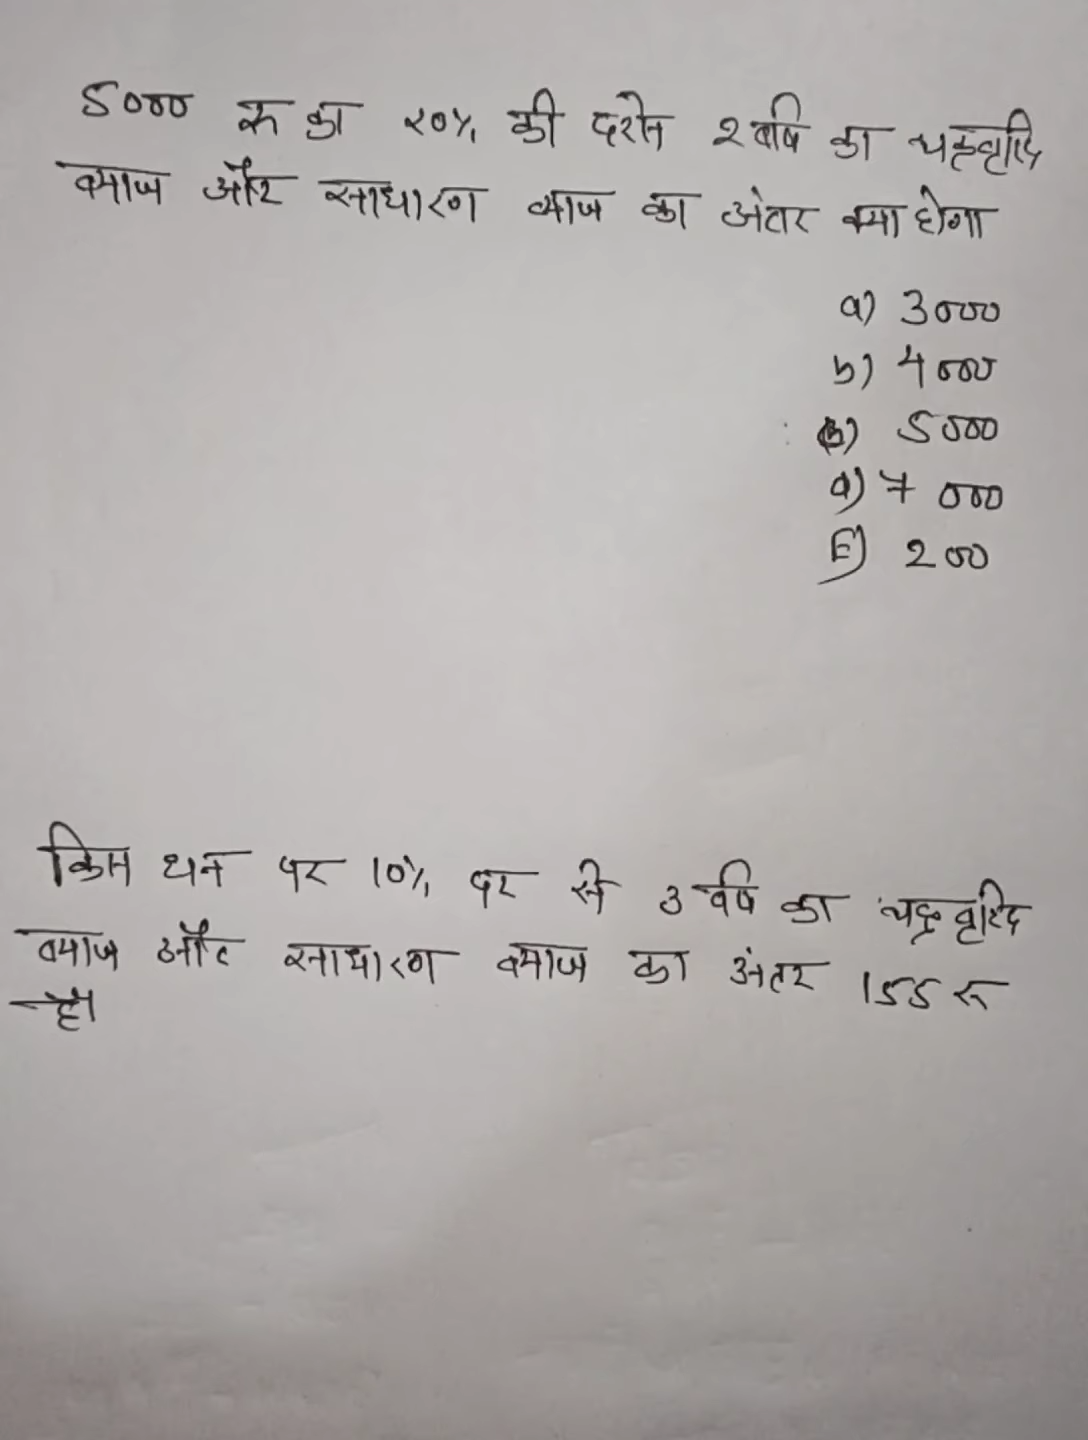 5000 रु का २०% की दर से 2 वर्ष का चक्रवृद्धि
ब्याज और साधारण ब्याज का अंतर क्या होगा
a) 3000
b) 4000
5000
d) 7000
E) 200
किस धन पर 10% दर से 3 वर्ष का चक्रवृद्धि
ब्याज और साधारण ब्याज का अंतर 155 रु
हो